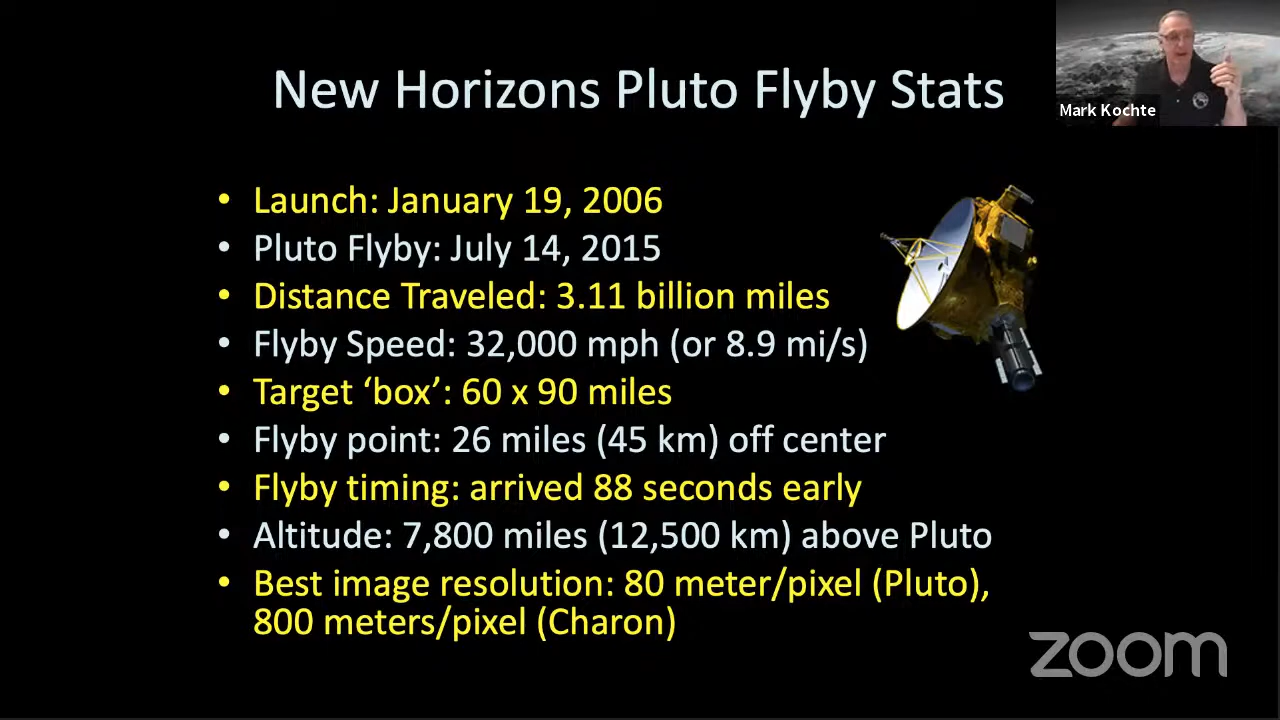 New Horizons Pluto Flyby Stats
Mark Kochte
• Launch: January 19, 2006
• Pluto Flyby: July 14, 2015
• Distance Traveled: 3.11 billion miles
• Flyby Speed: 32,000 mph (or 8.9 mi/s)
• Target ‘box’: 60 x 90 miles
• Flyby point: 26 miles (45 km) off center
• Flyby timing: arrived 88 seconds early
• Altitude: 7,800 miles (12,500 km) above Pluto
• Best image resolution: 80 meter/pixel (Pluto),
800 meters/pixel (Charon)
zoom